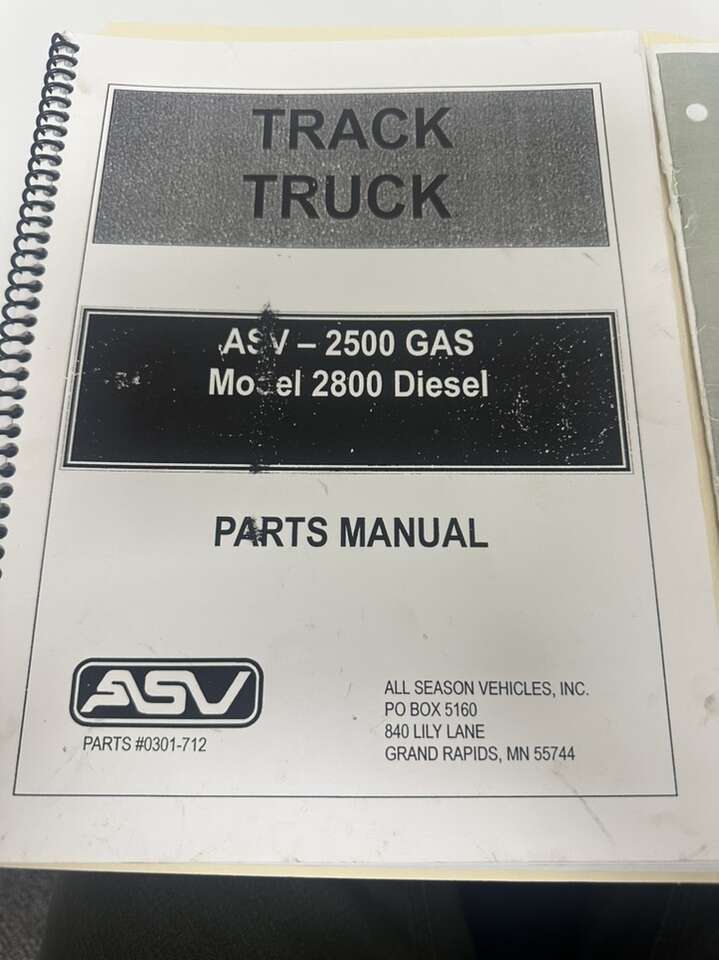 TRACK
TRUCK
ASV – 2500 GAS
Model 2800 Diesel
PARTS MANUAL
ASV
PARTS #0301-712
ALL SEASON VEHICLES, INC.
PO BOX 5160
840 LILY LANE
GRAND RAPIDS, MN 55744